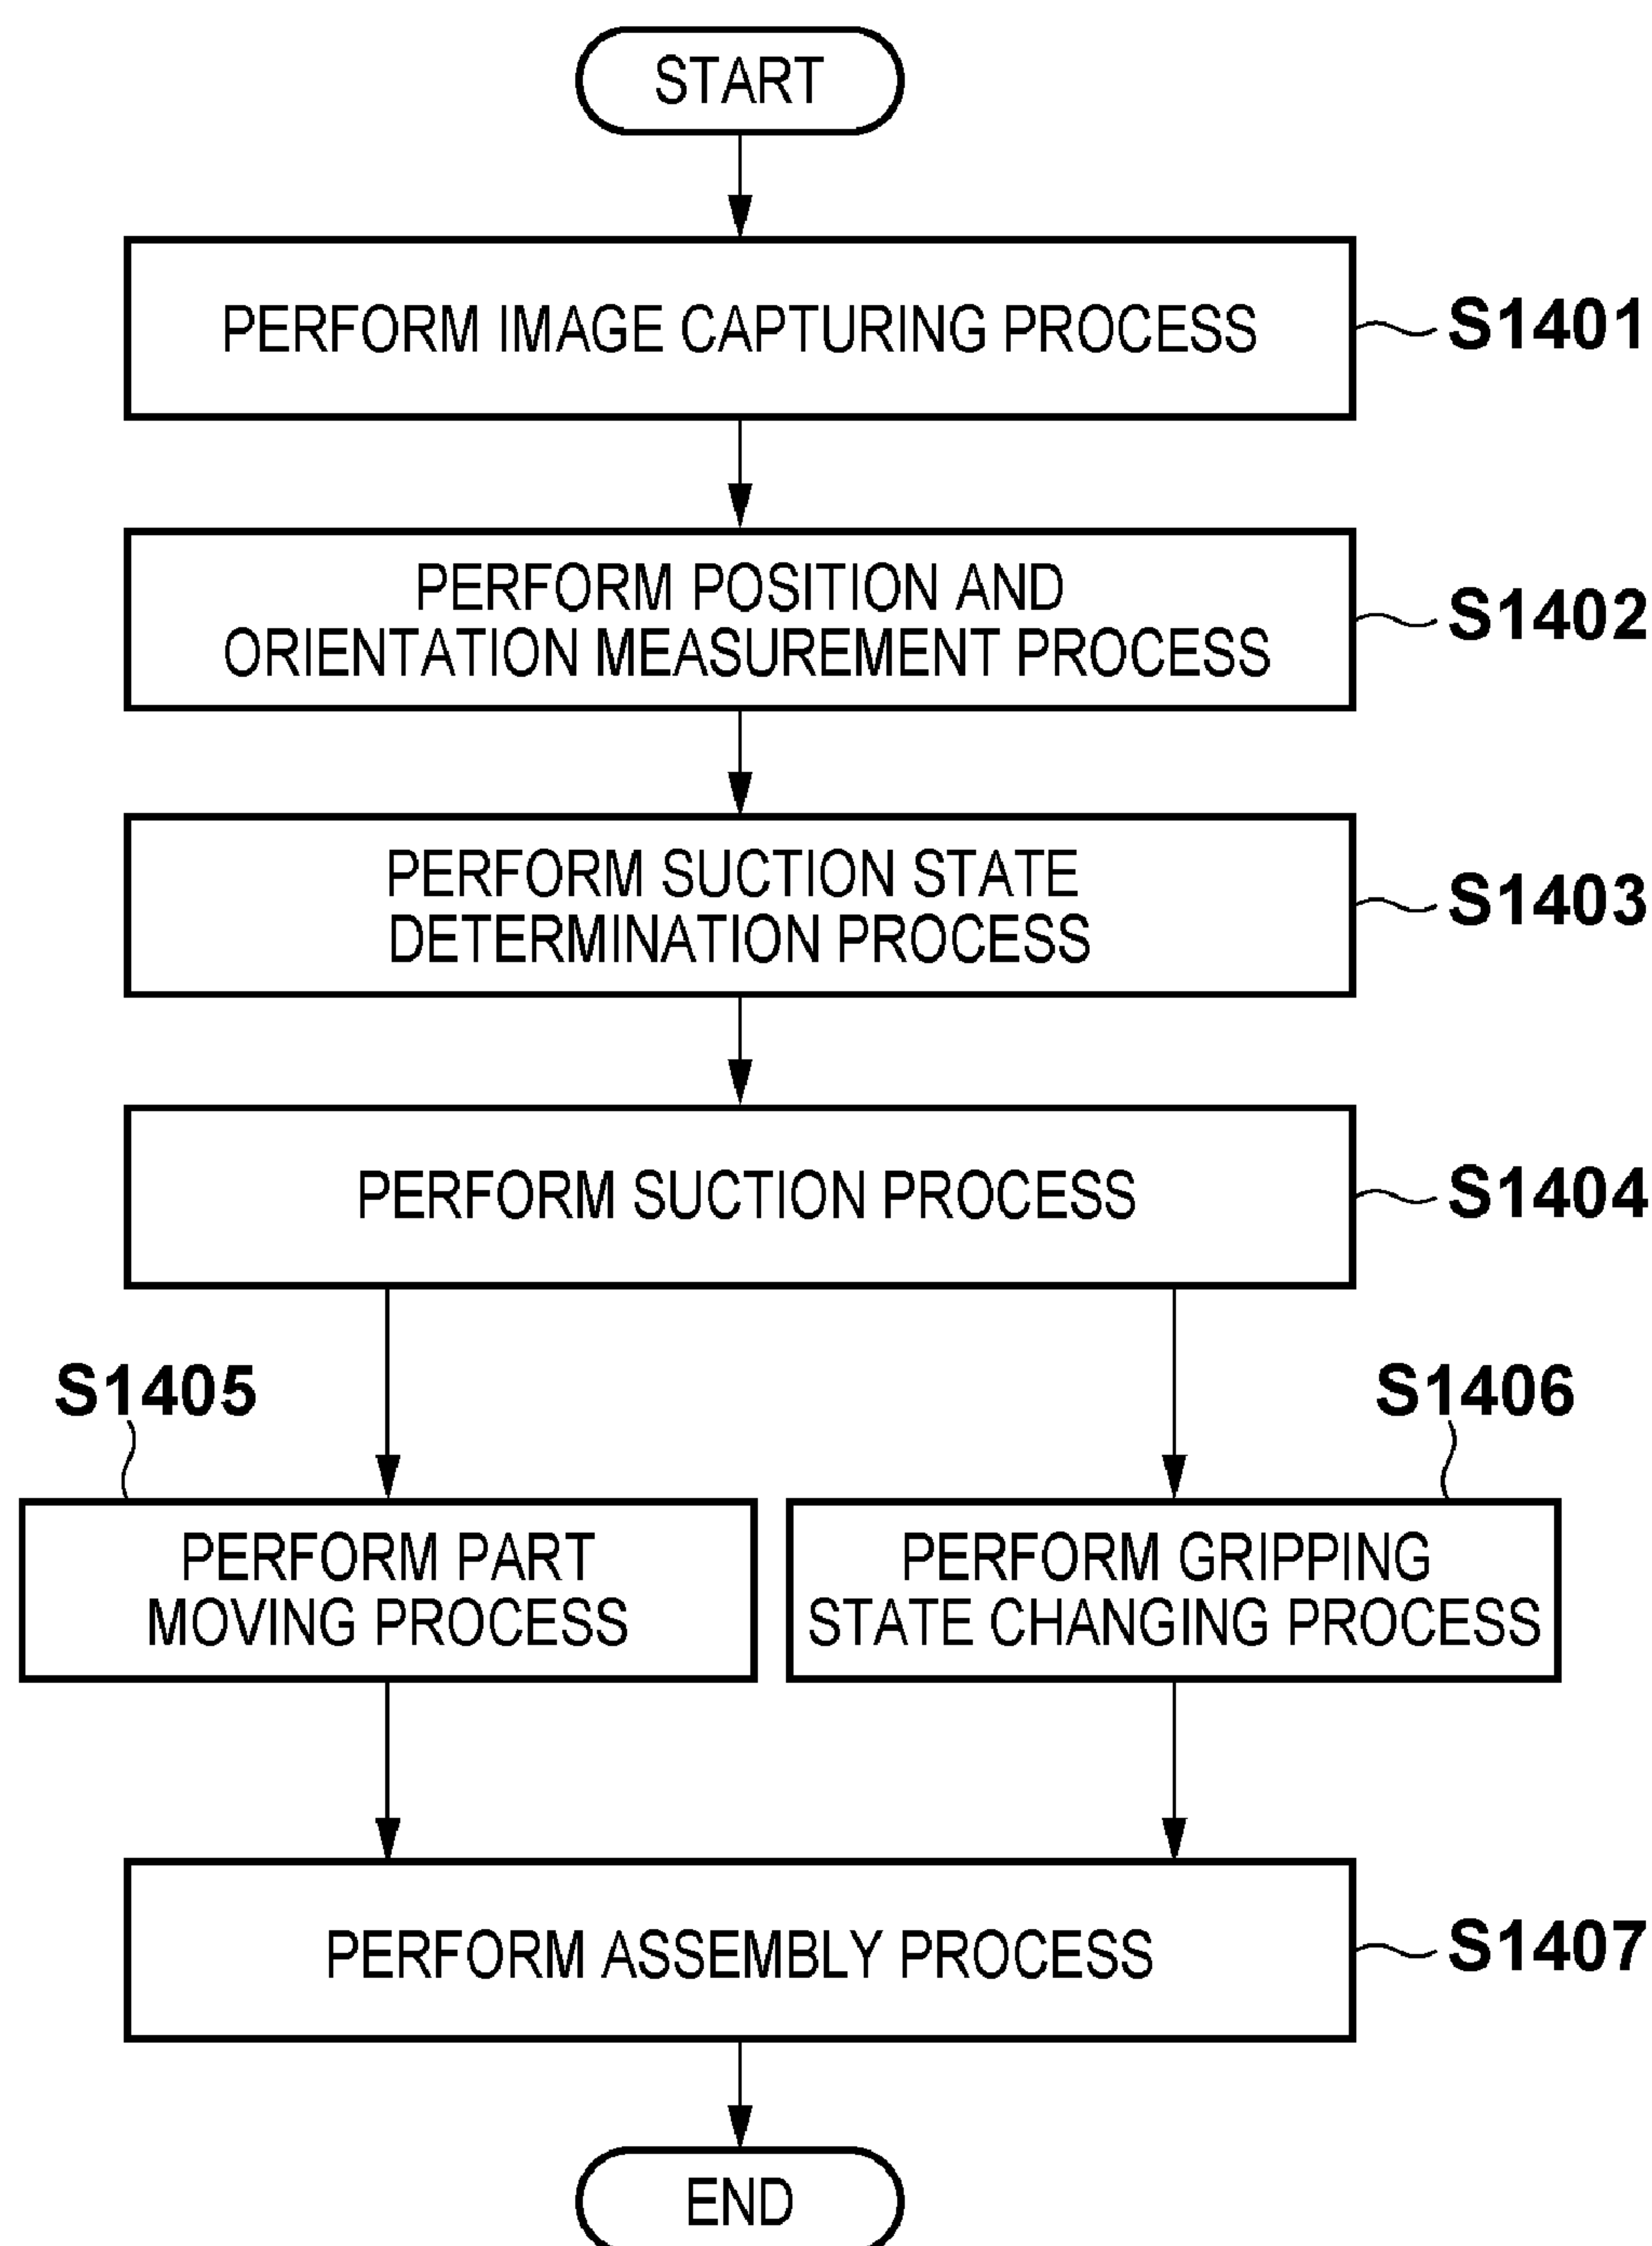 START
PERFORM IMAGE CAPTURING PROCESS
S1401
PERFORM POSITION AND
ORIENTATION MEASUREMENT PROCESS
S1402
PERFORM SUCTION STATE
DETERMINATION PROCESS
S1403
PERFORM SUCTION PROCESS
S1404
S1405
PERFORM PART
MOVING PROCESS
S1406
PERFORM GRIPPING
STATE CHANGING PROCESS
PERFORM ASSEMBLY PROCESS
S1407
END